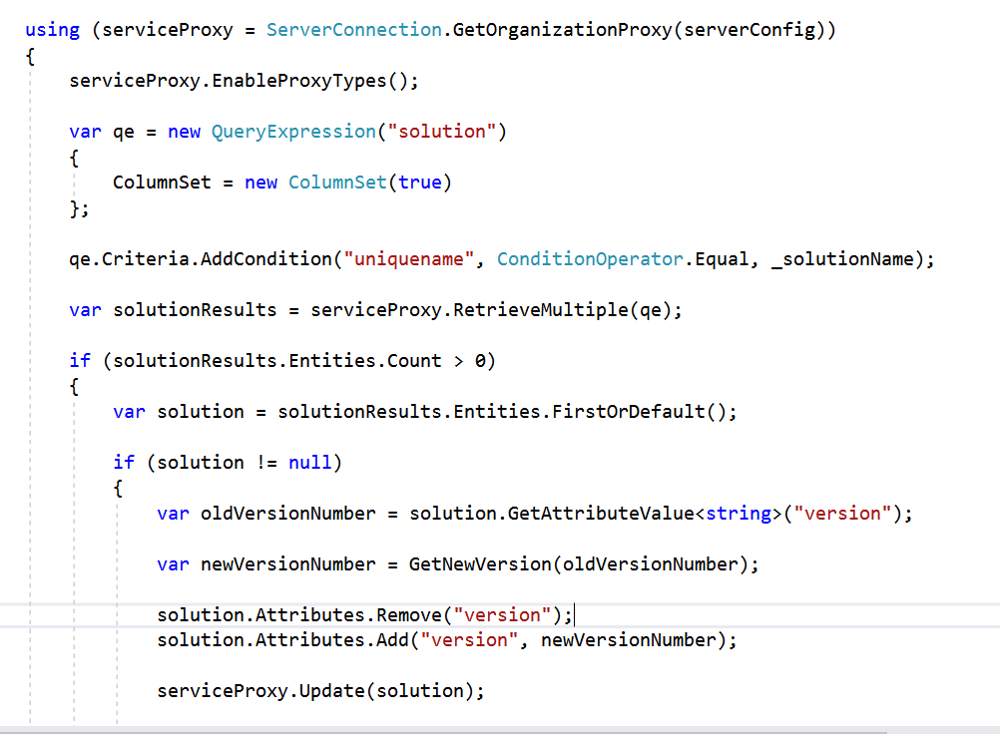 using (serviceProxy = ServerConnection.GetOrganizationProxy(serverConfig))
{
serviceProxy.EnableProxyTypes();
var qe = new QueryExpression("solution")
{
ColumnSet = new ColumnSet(true)
};
qe.Criteria.AddCondition("uniquename", ConditionOperator.Equal, _solutionName);
var solutionResults = serviceProxy.RetrieveMultiple(qe);
if (solutionResults.Entities.Count > 0)
{
var solution = solutionResults.Entities.FirstOrDefault();
if (solution != null)
{
var oldVersionNumber = solution.GetAttributeValue<string>("version");
var newVersionNumber = GetNewVersion(oldVersionNumber);
solution.Attributes.Remove("version");
solution.Attributes.Add("version", newVersionNumber);
serviceProxy.Update(solution);